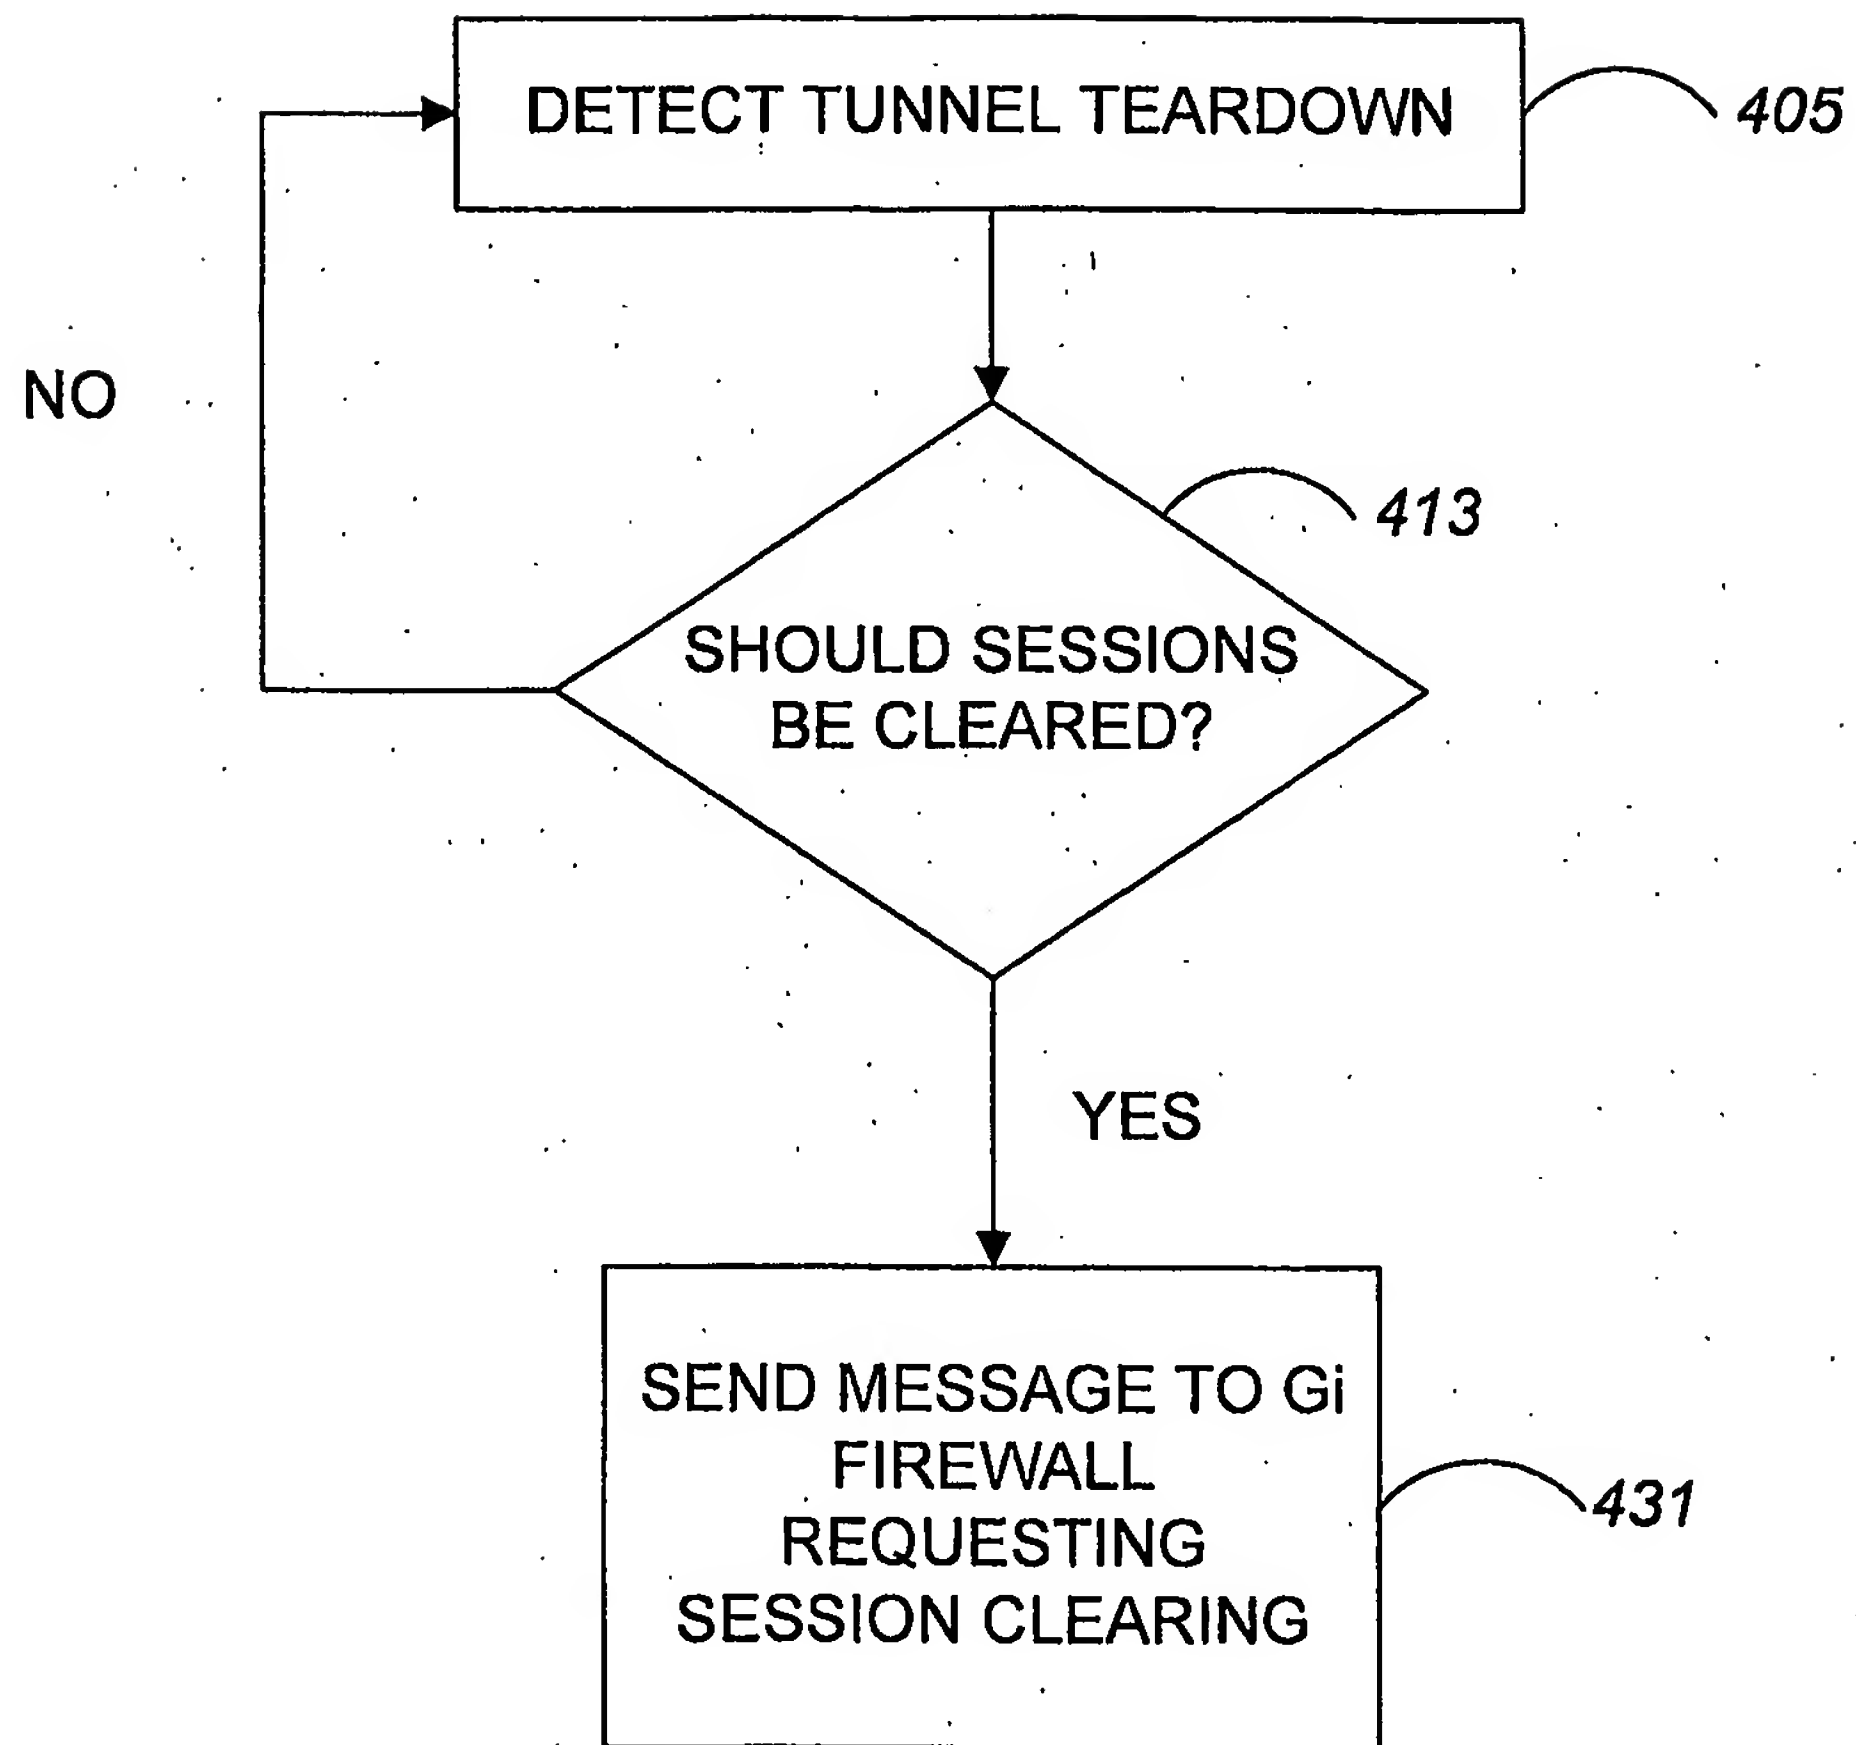 DETECT TUNNEL TEARDOWN
405
NO
413
SHOULD SESSIONS
BE CLEARED?
YES
SEND MESSAGE TO Gi
FIREWALL
REQUESTING
SESSION CLEARING
431